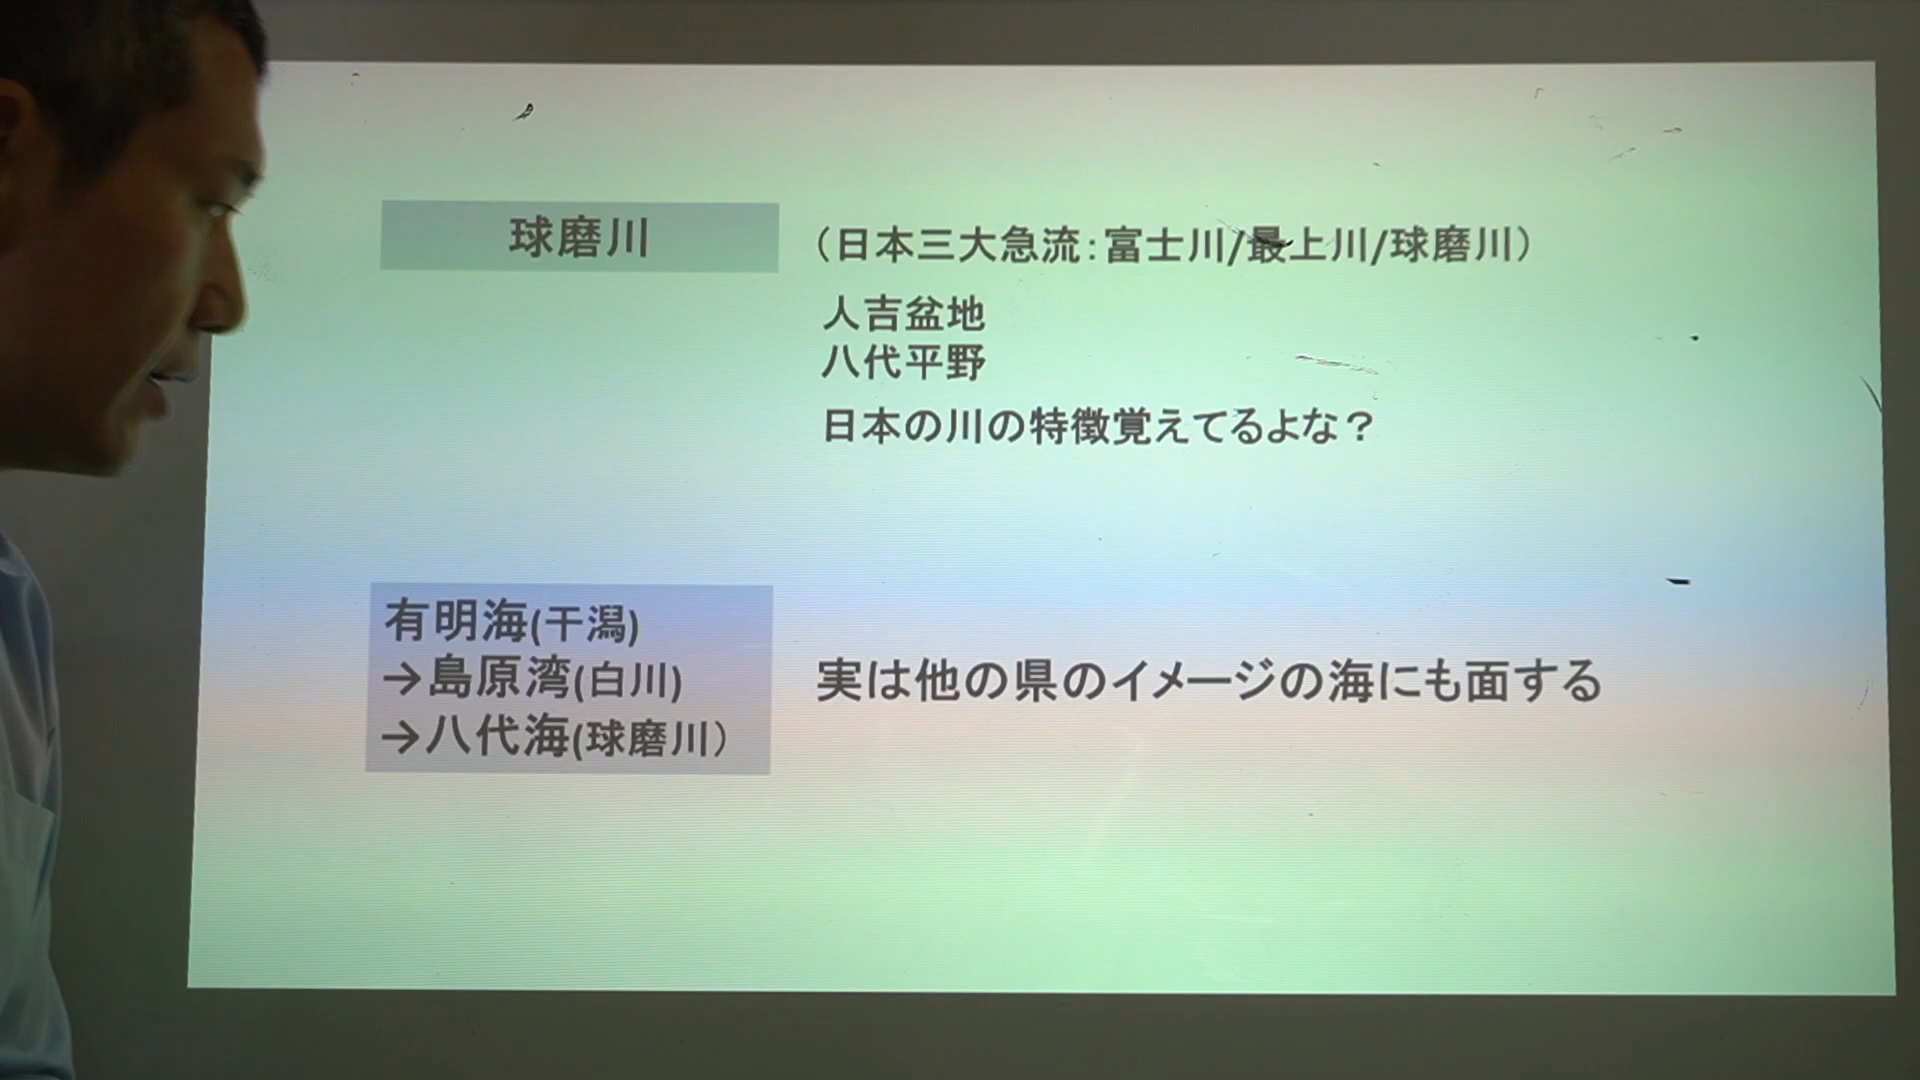 球磨川
（日本三大急流：富士川/最上川/球磨川）
人吉盆地
八代平野
日本の川の特徴覚えてるよな？
有明海(干潟)
→島原湾(白川)
→八代海(球磨川）
実は他の県のイメージの海にも面する